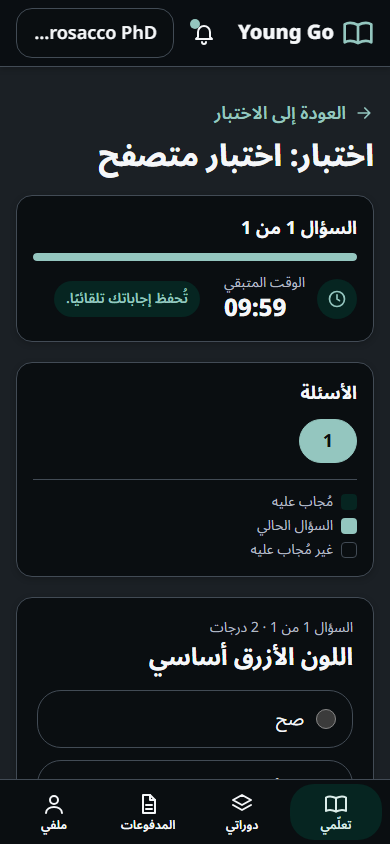 Young Go
...rosacco PhD
العودة إلى الاختبار
اختبار: اختبار متصفح
السؤال 1 من 1
الوقت المتبقي
09:59
تُحفظ إجاباتك تلقائيًا.
الأسئلة
1
مُجاب عليه
السؤال الحالي
غير مُجاب عليه
السؤال 1 من 1 · 2 درجات
اللون الأزرق أساسي
صح
تعلّمي
دوراتي
المدفوعات
ملفي